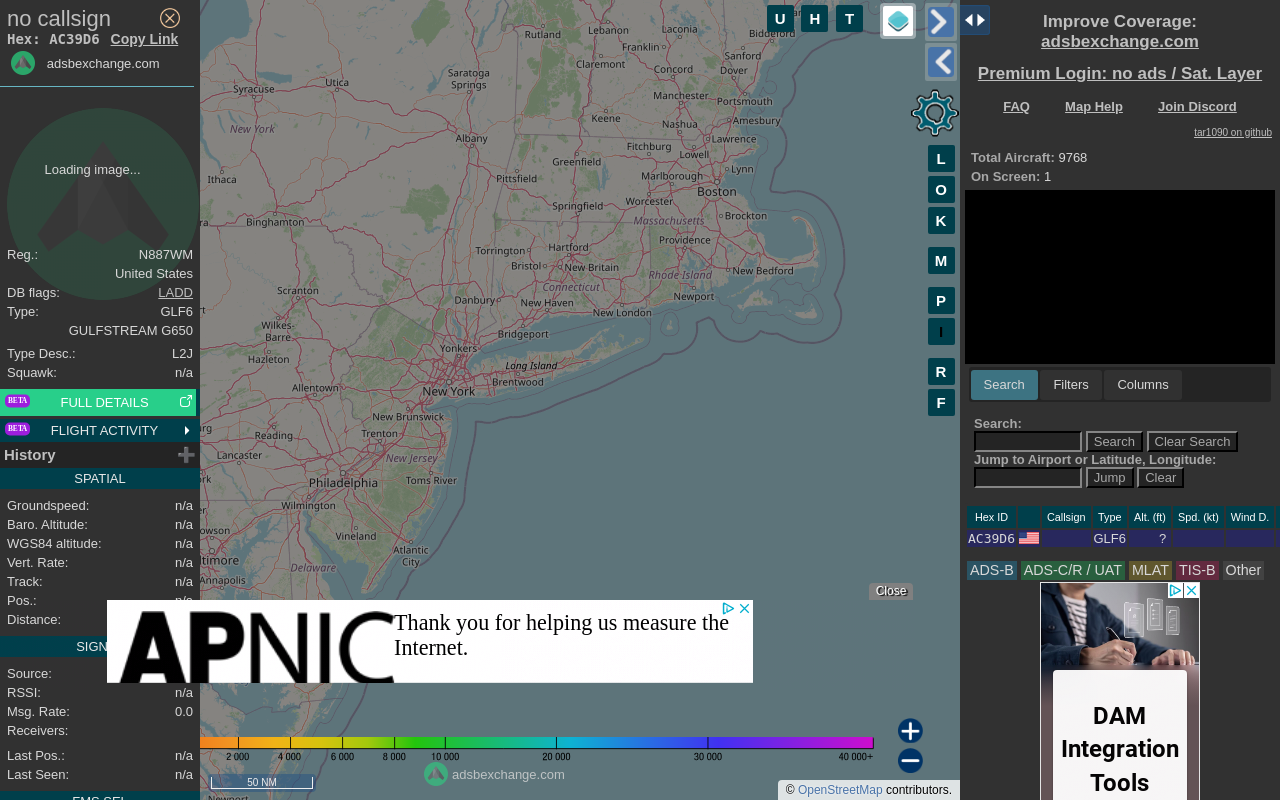 no callsign
Hex: AC39D6 Copy Link
adsbexchange.com
Loading image...
Reg.: N887WM
United States
DB flags: LADD
Type: GLF6
GULFSTREAM G650
Type Desc.: L2J
Squawk: n/a
BETA FULL DETAILS
BETA FLIGHT ACTIVITY
History
SPATIAL
Groundspeed: n/a
Baro. Altitude: n/a
WGS84 altitude: n/a
Vert. Rate: n/a
Track: n/a
Pos.:
Distance:
SIGN
Source:
RSSI: n/a
Msg. Rate: 0.0
Receivers:
Last Pos.: n/a
Last Seen: n/a
FMS SEL
U H T
L
O
K
M
P
I
R
F
Rutland
Lebanon
Laconia
Biddeford
Franklin
Claremont
Sanford
Concord
Dover
Utica
Saratoga
Springs
Syracuse
Manchester
Portsmouth
Keene
Nashua
Amesbury
New York
Albany
Lawrence
Fitchburg
Greenfield
Lowell
Lynn
Ithaca
Pittsfield
Marlborough
Boston
Worcester
Springfield
Massachusetts
Brockton
Binghamton
Providence
Hartford
Torrington
Bristol
New Britain
New Bedford
Rhode Island
Connecticut
Scranton
Danbury
New Haven
Newport
New London
Wilkes-
Barre
Bridgeport
Hazleton
Yonkers
Long Island
Brentwood
Allentown
New York
New Brunswick
Reading
Trenton
Lancaster
New Jersey
Philadelphia
Toms River
Wilmington
Vineland
Atlantic
City
Annapolis
Delaware
Newport
Close
APNIC
Thank you for helping us measure the
Internet.
2 000 4 000 6 000 8 000 10 000 20 000 30 000 40 000+
adsbexchange.com
50 NM
© OpenStreetMap contributors.
Improve Coverage:
adsbexchange.com
Premium Login: no ads / Sat. Layer
FAQ Map Help Join Discord
tar1090 on github
Total Aircraft: 9768
On Screen: 1
Search Filters Columns
Search:
Search Clear Search
Jump to Airport or Latitude, Longitude:
Jump Clear
Hex ID Callsign Type Alt. (ft) Spd. (kt) Wind D.
AC39D6 GLF6 ?
ADS-B ADS-C/R / UAT MLAT TIS-B Other
DAM
Integration
Tools